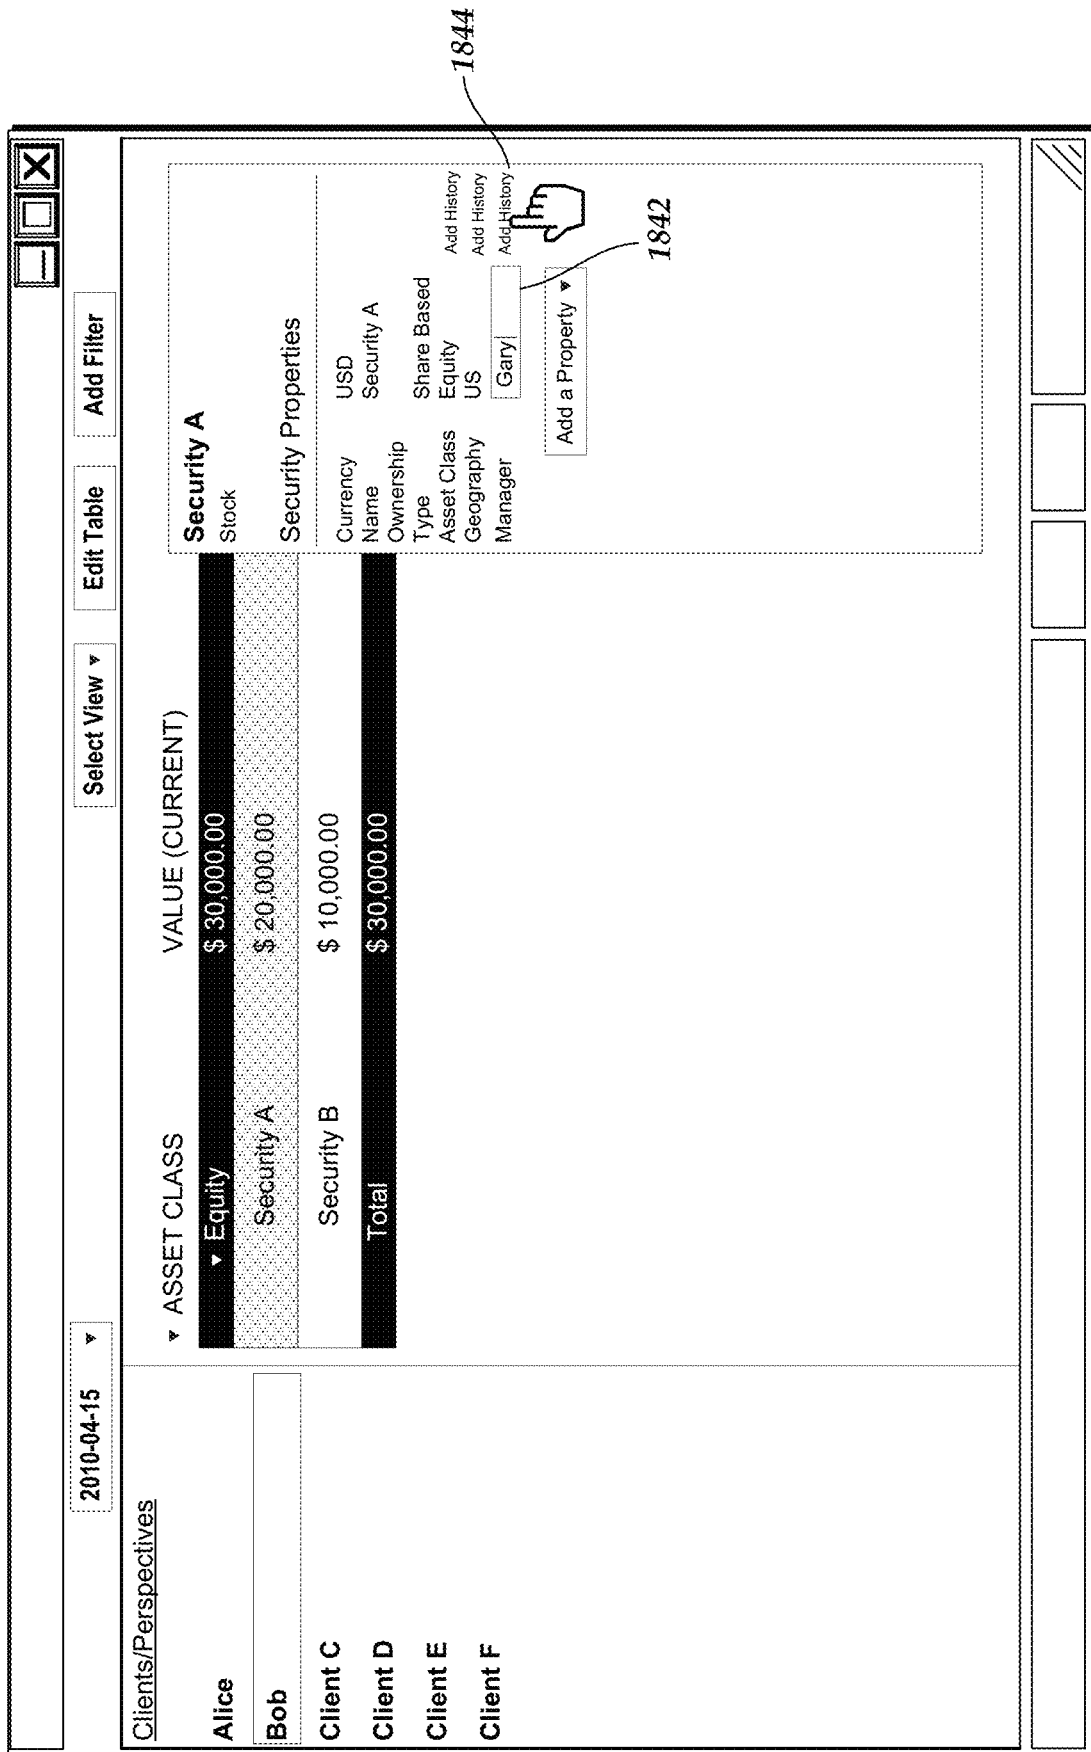 2010-04-15 ▼ Select View ▼ Edit Table Add Filter
Clients/Perspectives
Alice
Bob
Client C
Client D
Client E
Client F
▼ ASSET CLASS VALUE (CURRENT)
▼ Equity $ 30,000.00
Security A $ 20,000.00
Security B $ 10,000.00
Total $ 30,000.00
Security A
Stock
Security Properties
Currency USD
Name Security A
Ownership
Type Share Based
Asset Class Equity Add History
Geography US Add History
Manager Gary Add History
Add a Property ▼
1842
1844